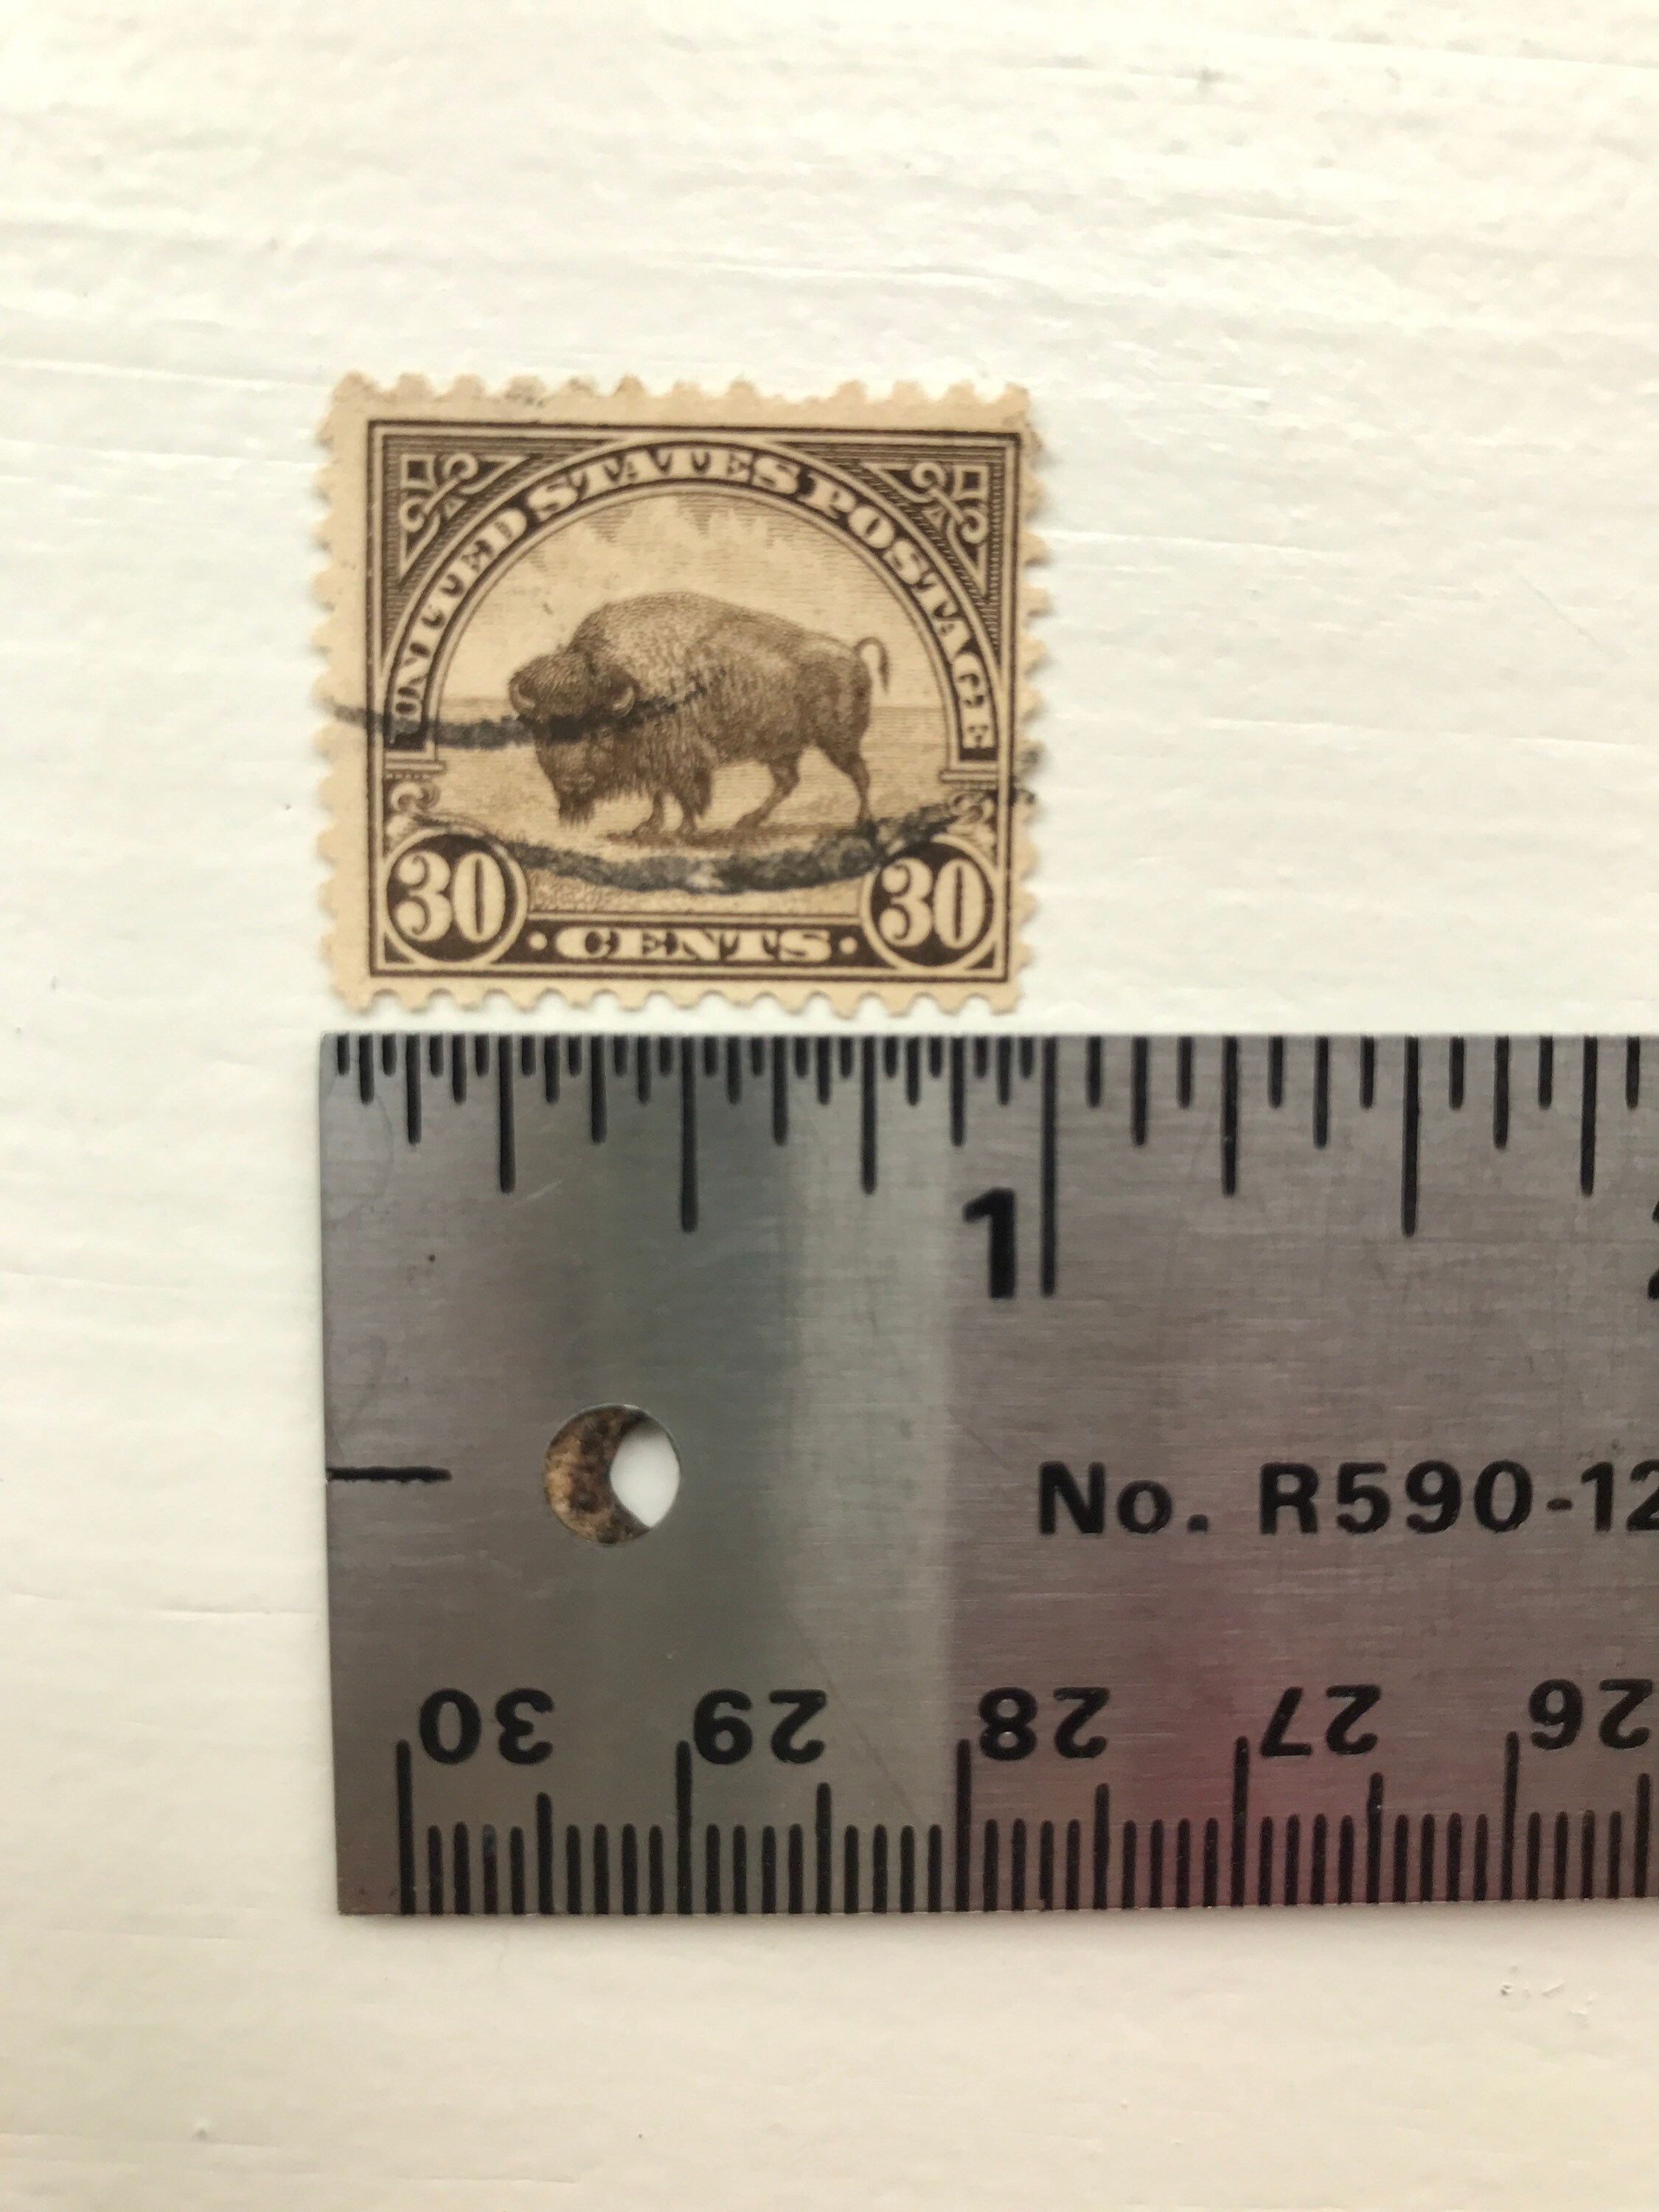 UNITED STATES POSTAGE
30 · CENTS · 30
1
No. R590-12
30 29 28 27 26